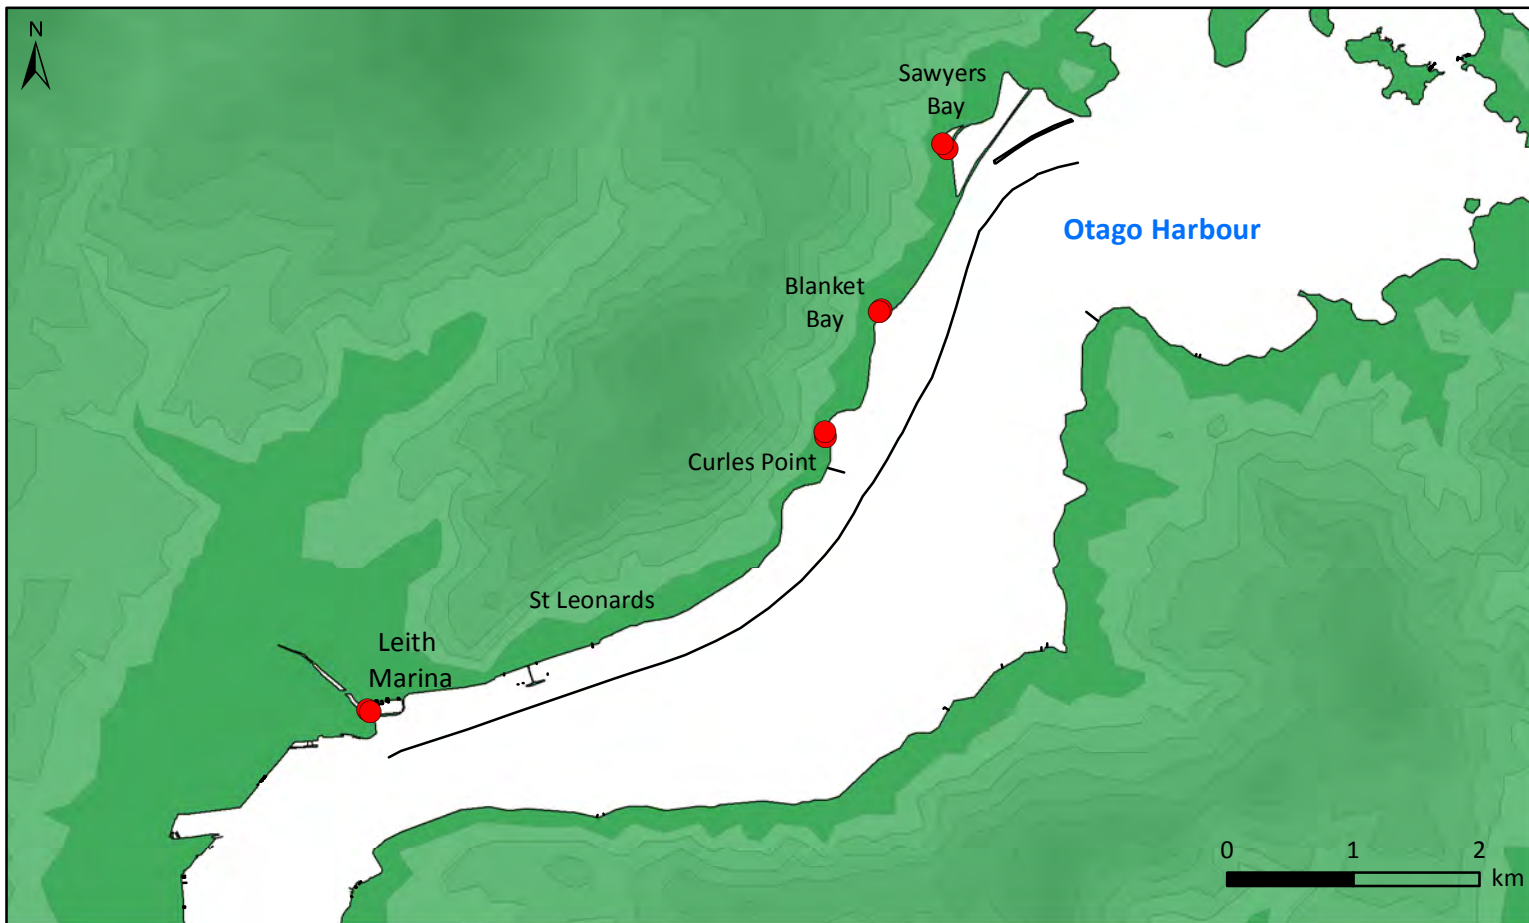 N
Sawyers
Bay
Otago Harbour
Blanket
Bay
Curles Point
St Leonards
Leith
Marina
0 1 2
km